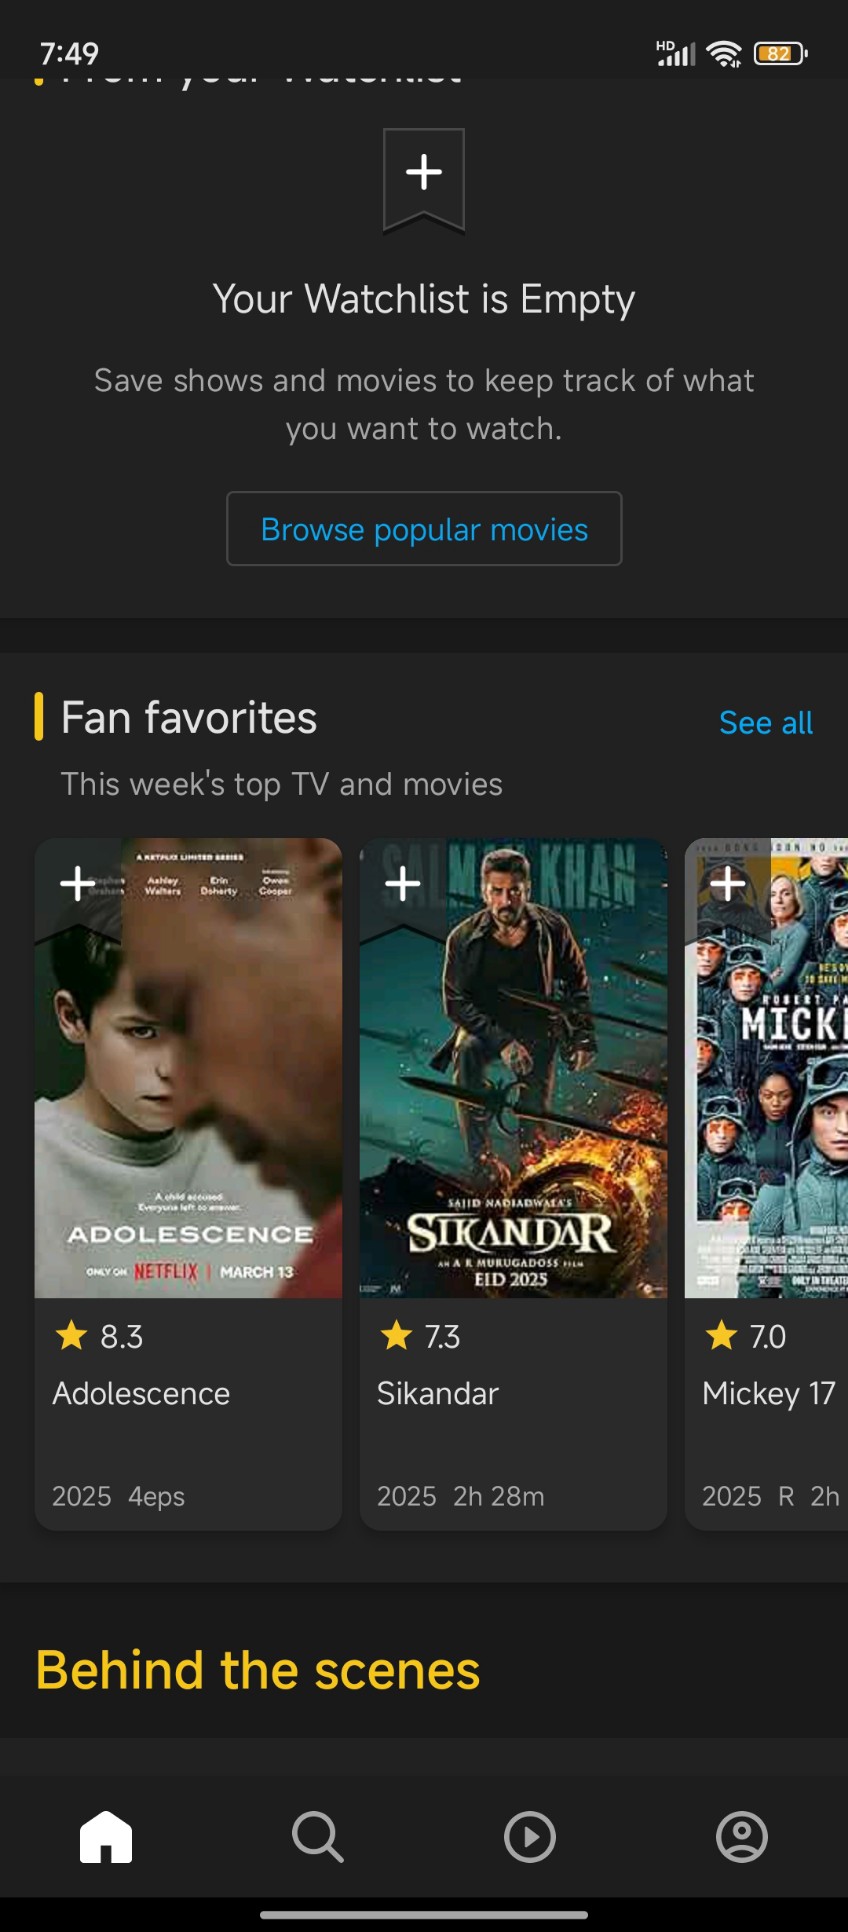 7:49
HD
82
From your Watchlist
Your Watchlist is Empty
Save shows and movies to keep track of what
you want to watch.
Browse popular movies
Fan favorites
See all
This week's top TV and movies
A NETFLIX LIMITED SERIES
Stephen Graham
Ashley Walters
Erin Doherty
Owen Cooper
A child accused.
Everyone left to answer.
ADOLESCENCE
ONLY ON NETFLIX | MARCH 13
SALMAN KHAN
SAJID NADIADWALA'S
SIKANDAR
AN A R MURUGADOSS FILM
EID 2025
ROBERT PA
MICK
8.3
7.3
7.0
Adolescence
Sikandar
Mickey 17
2025 4eps
2025 2h 28m
2025 R 2h
Behind the scenes